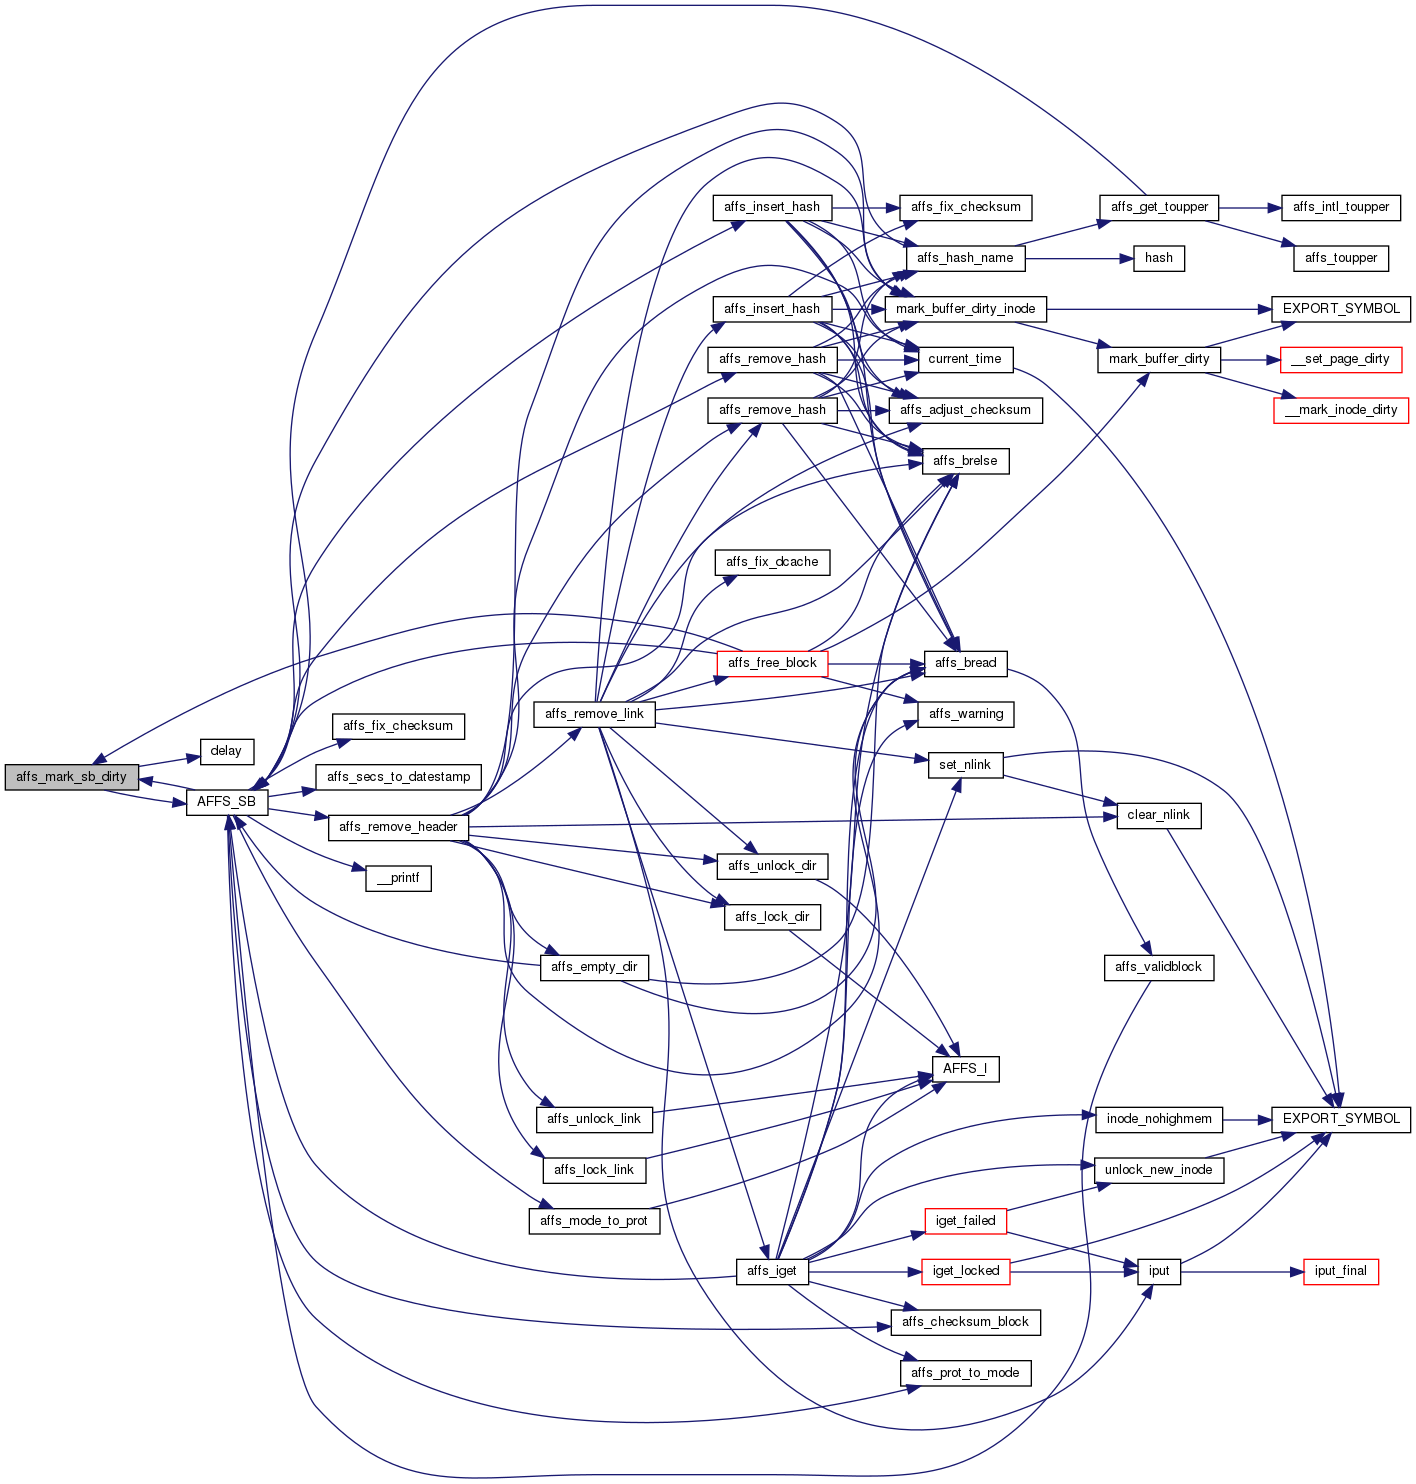 affs_insert_hash
affs_fix_checksum
affs_get_toupper
affs_intl_toupper
affs_hash_name
hash
affs_toupper
affs_insert_hash
mark_buffer_dirty_inode
EXPORT_SYMBOL
affs_remove_hash
current_time
mark_buffer_dirty
__set_page_dirty
affs_remove_hash
affs_adjust_checksum
__mark_inode_dirty
affs_brelse
affs_fix_dcache
affs_free_block
affs_bread
affs_remove_link
affs_warning
affs_fix_checksum
delay
set_nlink
affs_mark_sb_dirty
affs_secs_to_datestamp
AFFS_SB
clear_nlink
affs_remove_header
affs_unlock_dir
__printf
affs_lock_dir
affs_empty_dir
affs_validblock
AFFS_I
affs_unlock_link
inode_nohighmem
EXPORT_SYMBOL
affs_lock_link
unlock_new_inode
affs_mode_to_prot
iget_failed
affs_iget
iget_locked
iput
iput_final
affs_checksum_block
affs_prot_to_mode